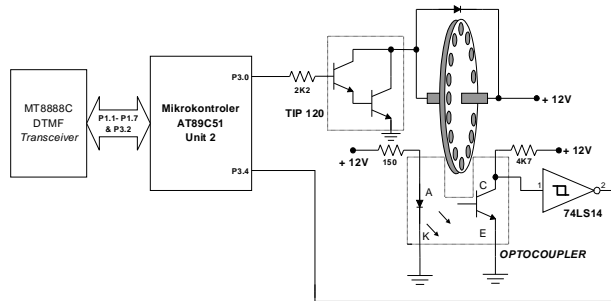 MT8888C
DTMF
Transceiver
P1.1- P1.7
& P3.2
Mikrokontroler
AT89C51
Unit 2
P3.0
P3.4
2K2
TIP 120
+ 12V
+ 12V
150
+ 12V
4K7
A
K
C
E
1
2
74LS14
OPTOCOUPLER